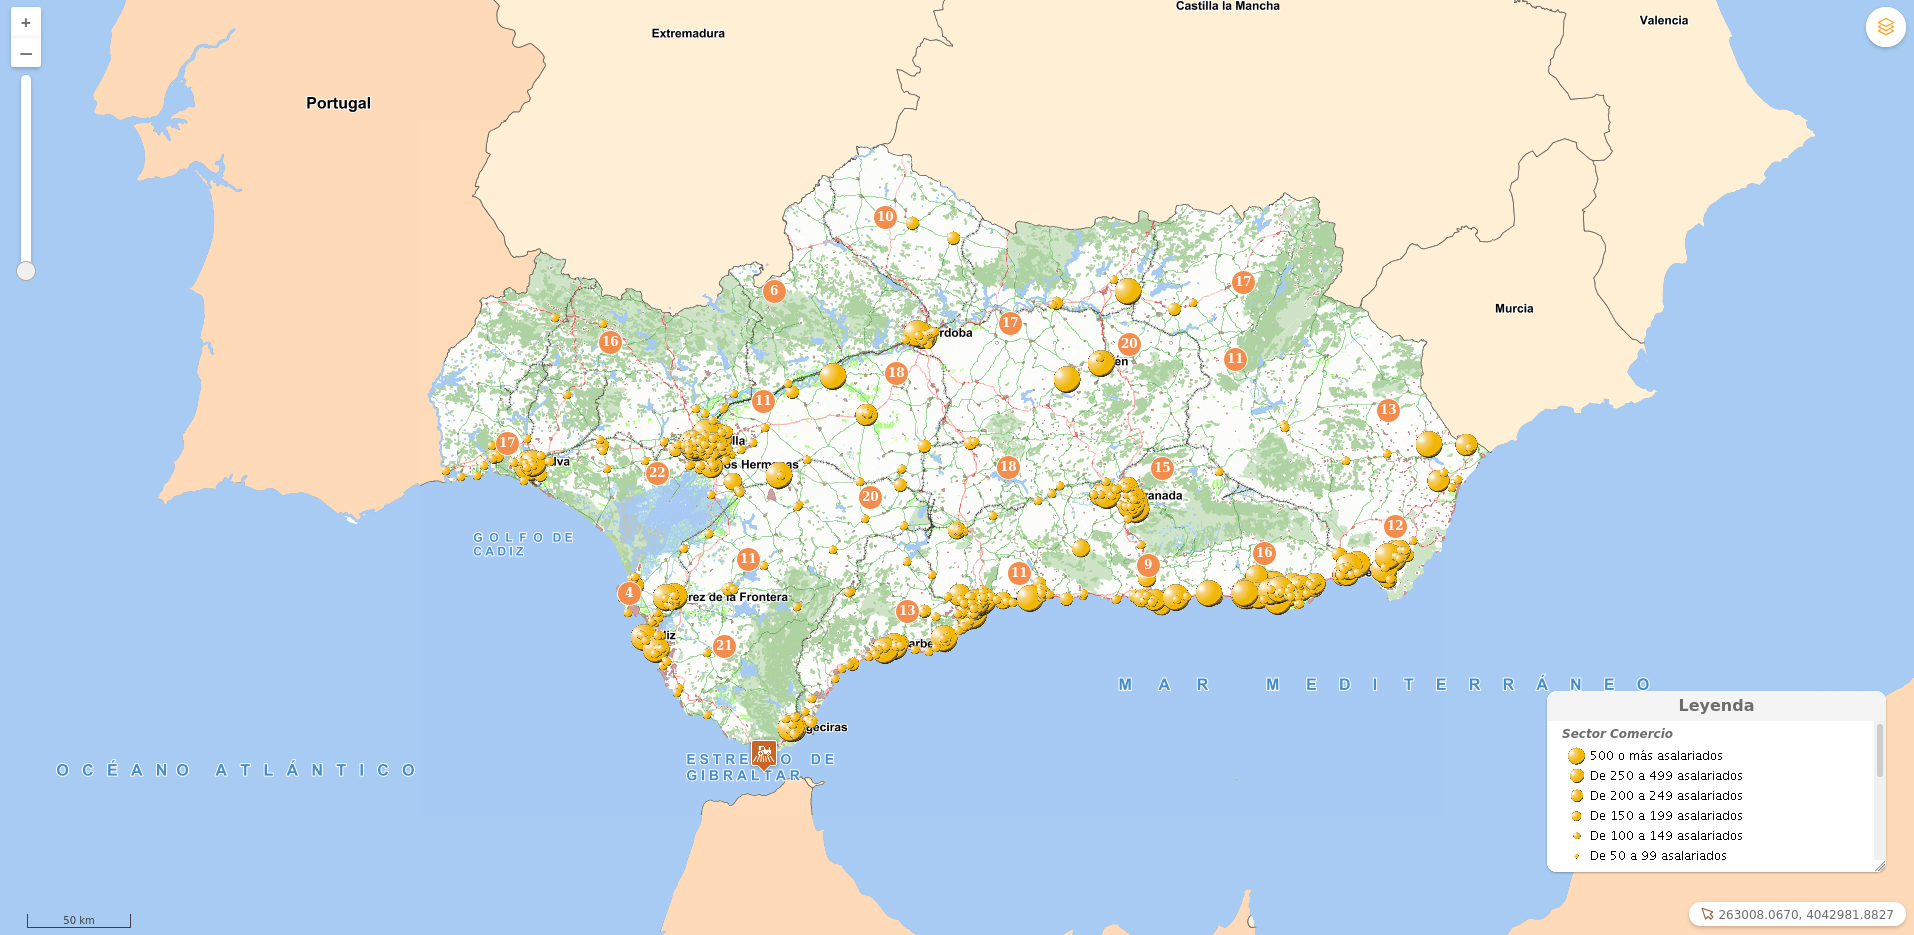 +
Castilla la Mancha
Valencia
Extremadura
–
Portugal
10
17
6
Murcia
17
rdoba
16
20
én
11
18
11
13
17
lla
22
os Hermanas
lva
18
15
20
anada
12
GOLFO DE
CADIZ
11
16
9
11
4
rez de la Frontera
13
diz
21
arbe
MAR MEDITERRÁNEO
geciras
ESTRE O DE
GIBRALTAR
OCÉANO ATLÁNTICO
Leyenda
Sector Comercio
500 o más asalariados
De 250 a 499 asalariados
De 200 a 249 asalariados
De 150 a 199 asalariados
De 100 a 149 asalariados
De 50 a 99 asalariados
50 km
263008.0670, 4042981.8827